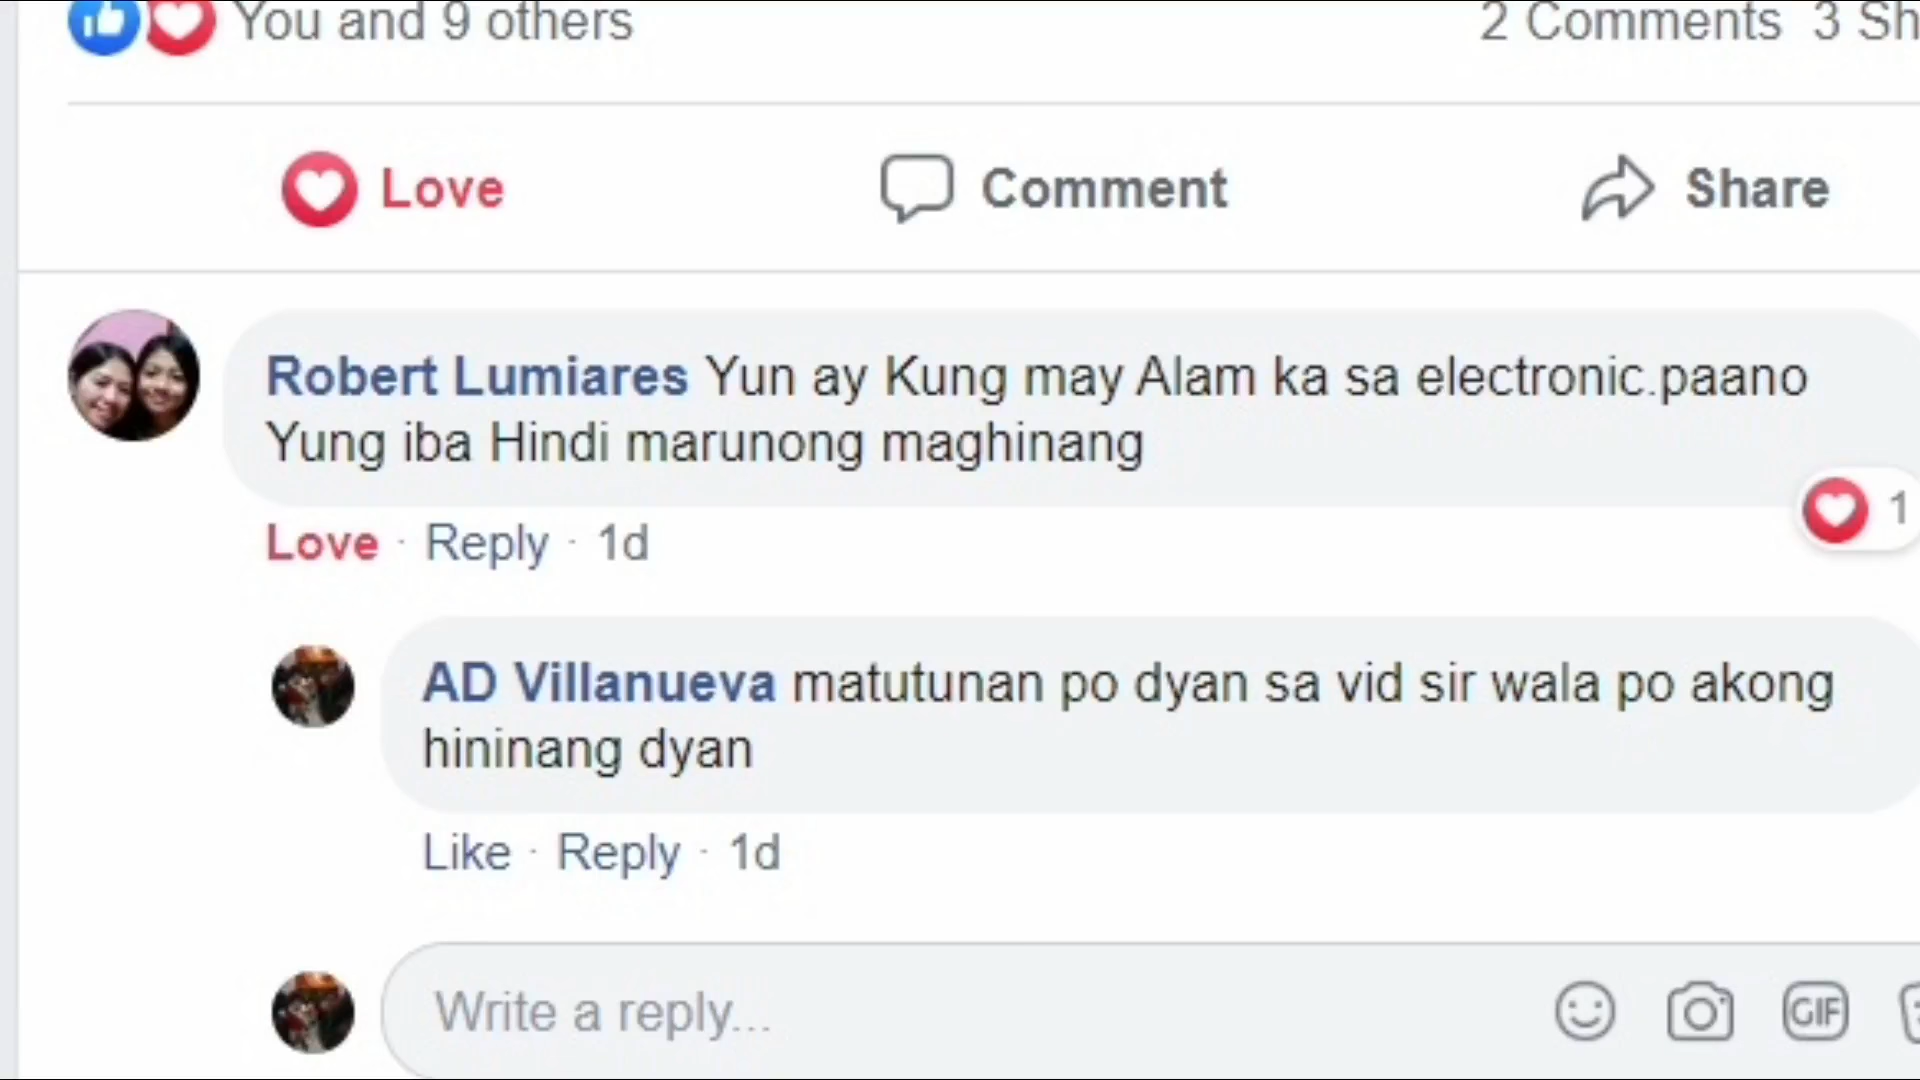 You and 9 others
2 Comments 3 Sh
Love
Comment
Share
Robert Lumiares Yun ay Kung may Alam ka sa electronic.paano
Yung iba Hindi marunong maghinang
1
Love · Reply · 1d
AD Villanueva matutunan po dyan sa vid sir wala po akong
hininang dyan
Like · Reply · 1d
Write a reply...
GIF